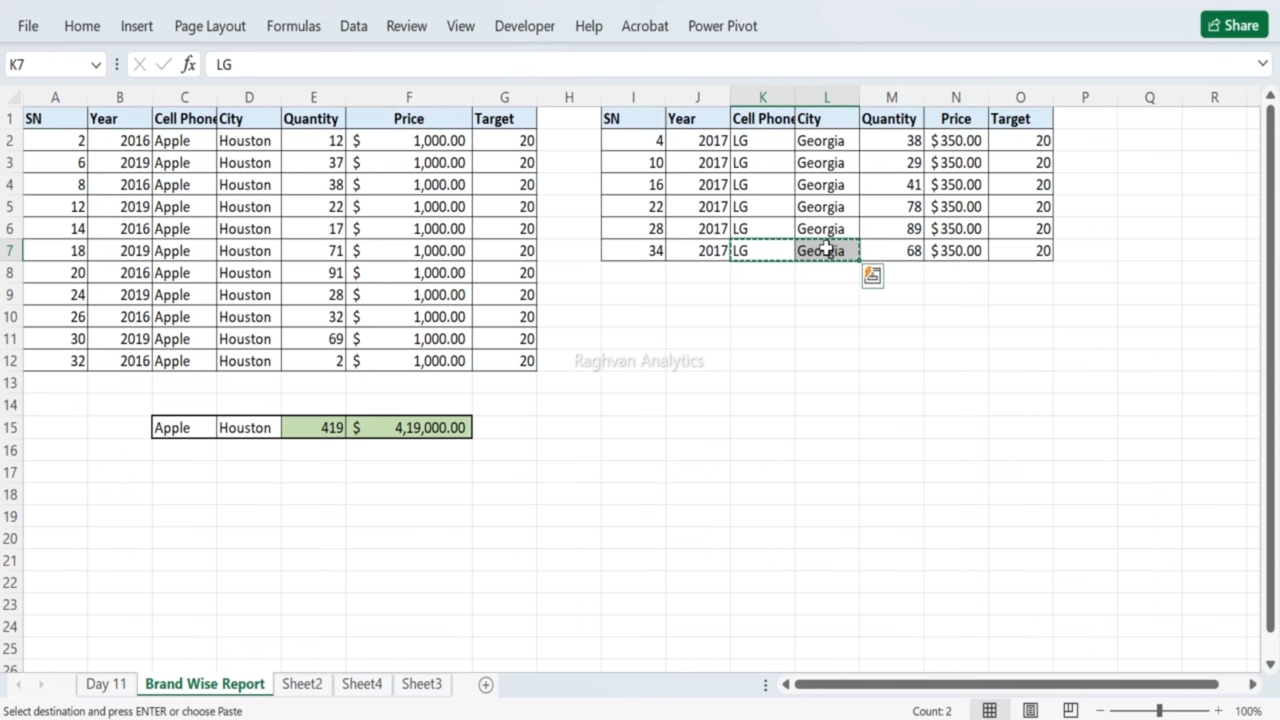 File Home Insert Page Layout Formulas Data Review View Developer Help Acrobat Power Pivot Share
K7 fx LG
A B C D E F G H I J K L M N O P Q R
1 SN Year Cell Phone City Quantity Price Target SN Year Cell Phone City Quantity Price Target
2 2 2016 Apple Houston 12 $ 1,000.00 20 4 2017 LG Georgia 38 $ 350.00 20
3 6 2019 Apple Houston 37 $ 1,000.00 20 10 2017 LG Georgia 29 $ 350.00 20
4 8 2016 Apple Houston 38 $ 1,000.00 20 16 2017 LG Georgia 41 $ 350.00 20
5 12 2019 Apple Houston 22 $ 1,000.00 20 22 2017 LG Georgia 78 $ 350.00 20
6 14 2016 Apple Houston 17 $ 1,000.00 20 28 2017 LG Georgia 89 $ 350.00 20
7 18 2019 Apple Houston 71 $ 1,000.00 20 34 2017 LG Georgia 68 $ 350.00 20
8 20 2016 Apple Houston 91 $ 1,000.00 20
9 24 2019 Apple Houston 28 $ 1,000.00 20
10 26 2016 Apple Houston 32 $ 1,000.00 20
11 30 2019 Apple Houston 69 $ 1,000.00 20
12 32 2016 Apple Houston 2 $ 1,000.00 20 Raghvan Analytics
13
14
15 Apple Houston 419 $ 4,19,000.00
16
17
18
19
20
21
22
23
24
25
26
Day 11 Brand Wise Report Sheet2 Sheet4 Sheet3
Select destination and press ENTER or choose Paste Count: 2 100%